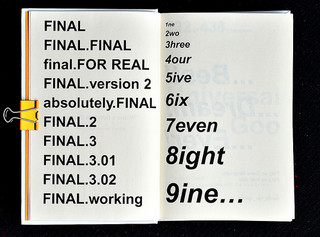 FINAL
FINAL.FINAL
final.FOR REAL
FINAL.version 2
absolutely.FINAL
FINAL.2
FINAL.3
FINAL.3.01
FINAL.3.02
FINAL.working
1ne
2wo
3hree
4our
5ive
6ix
7even
8ight
9ine...